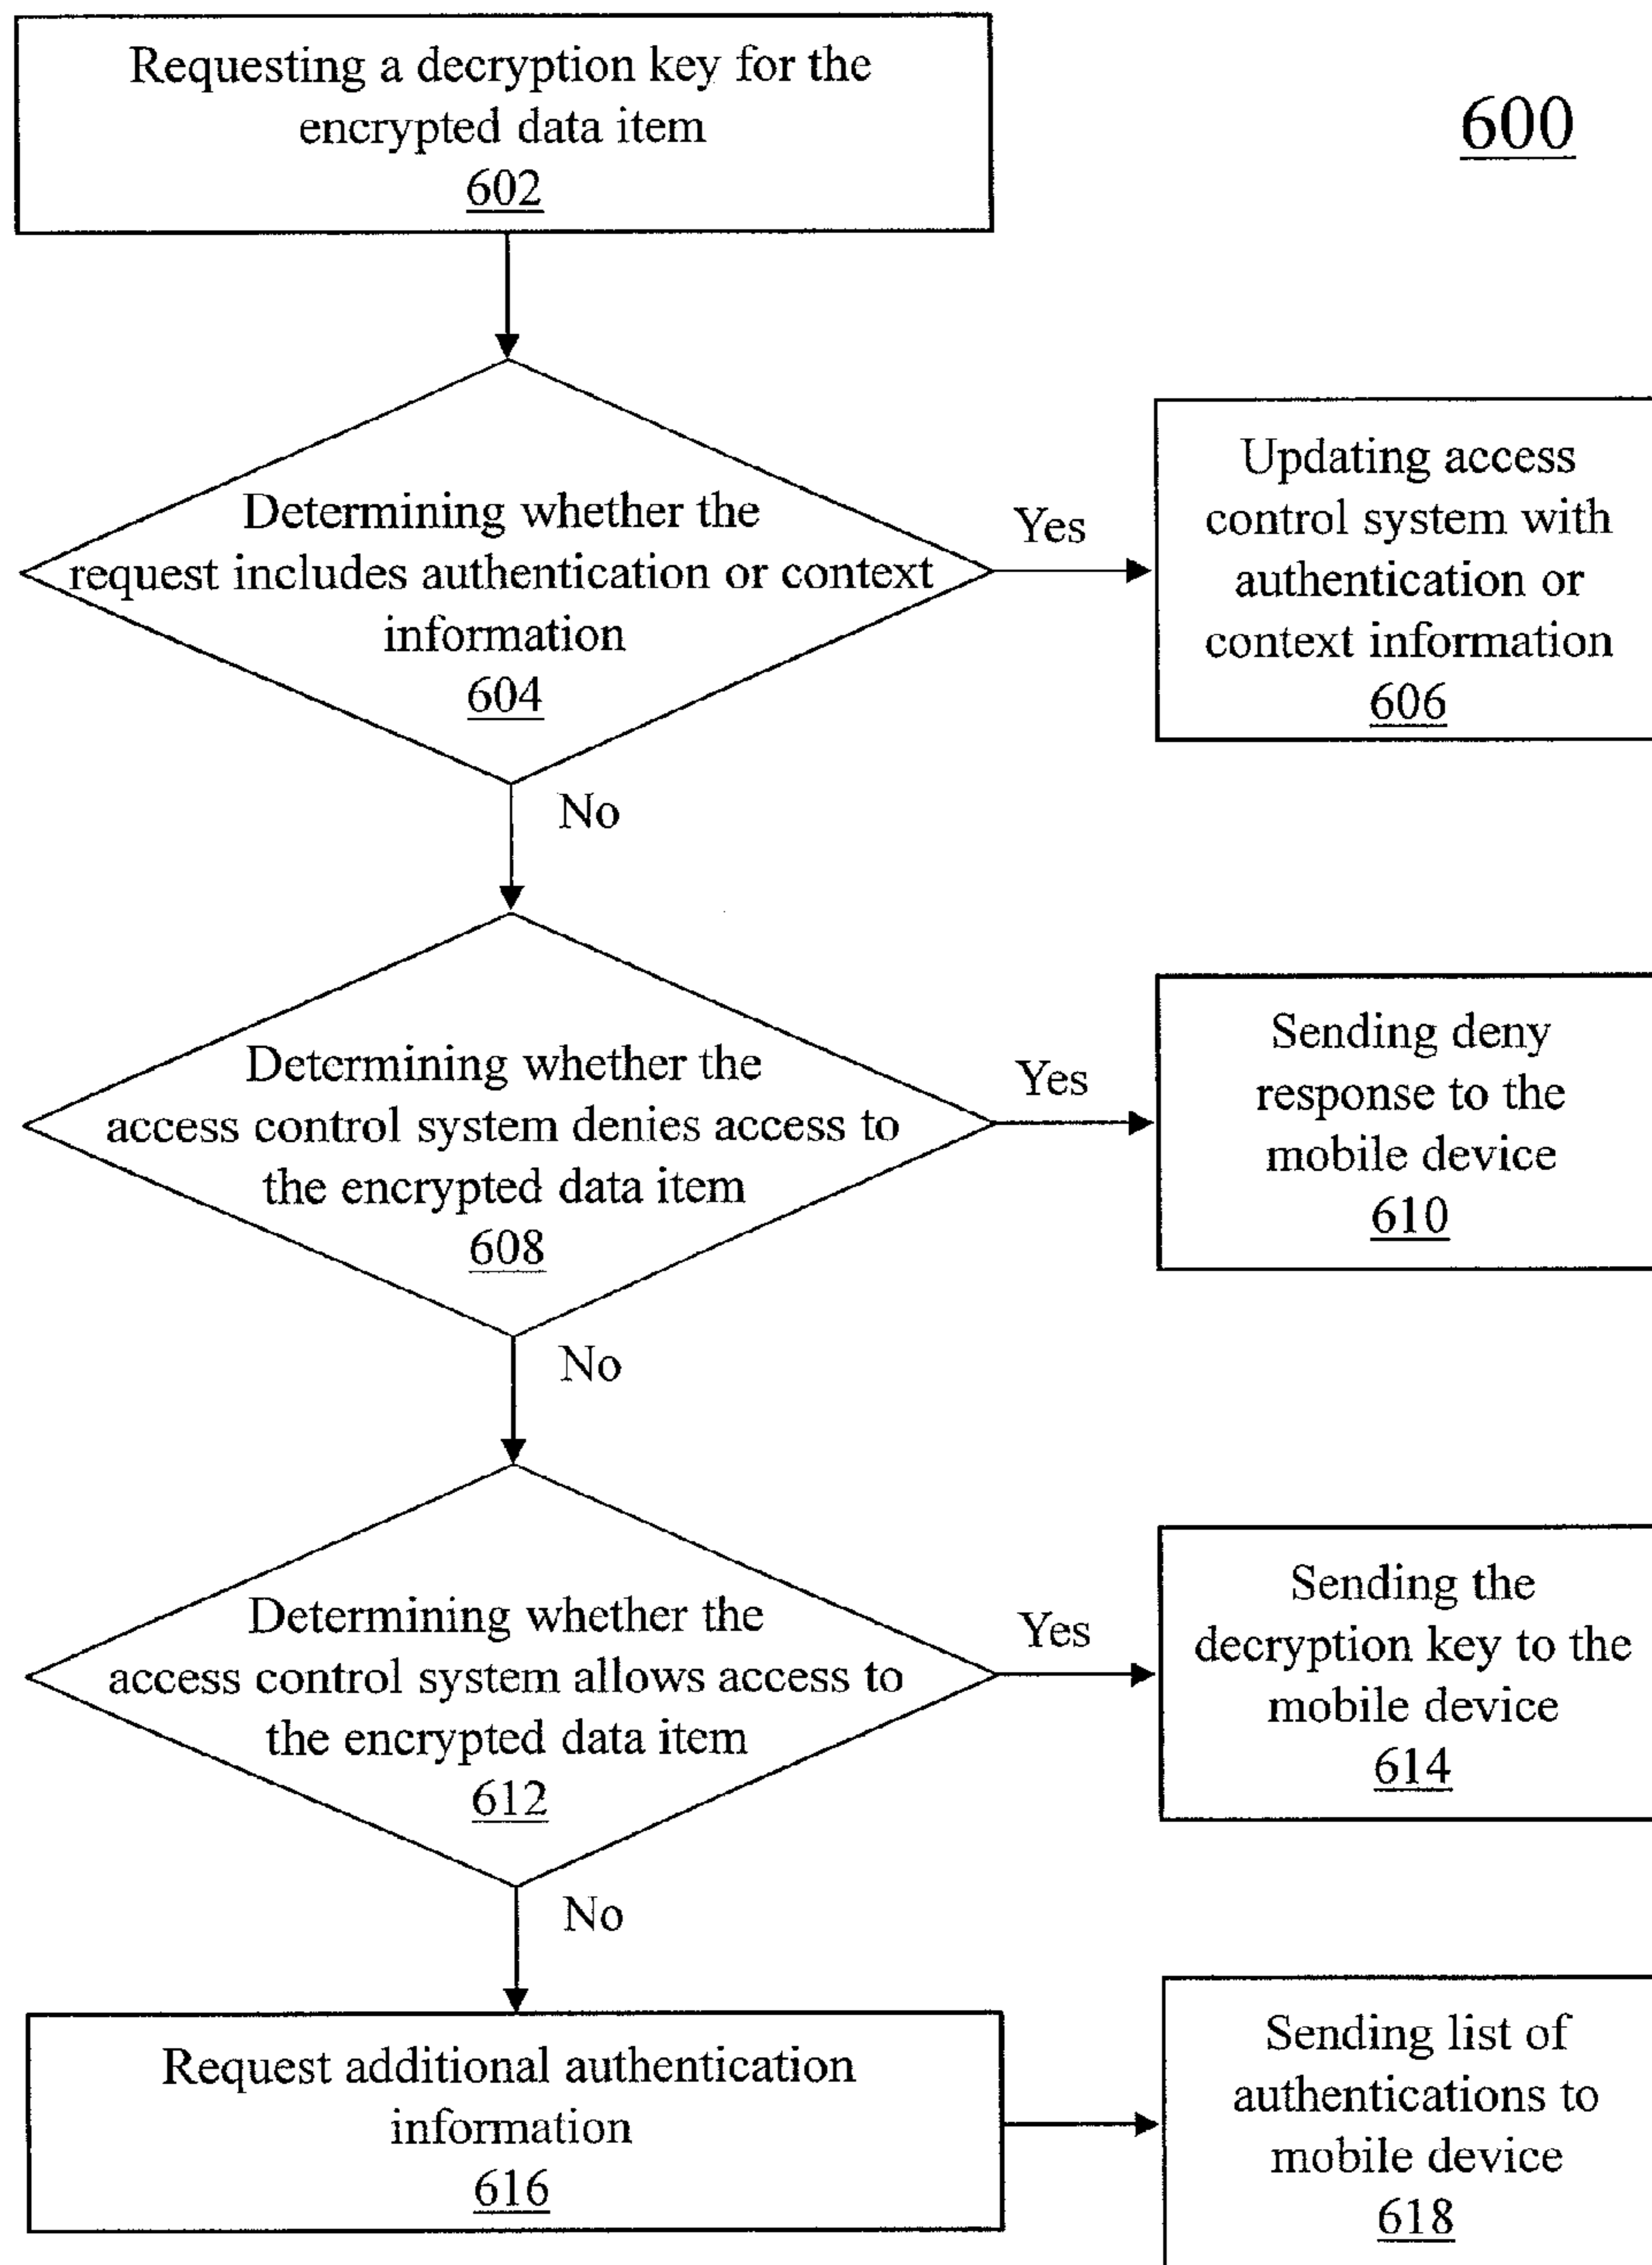 Requesting a decryption key for the
encrypted data item
602
600
Determining whether the
request includes authentication or context
information
604
Yes
Updating access
control system with
authentication or
context information
606
No
Determining whether the
access control system denies access to
the encrypted data item
608
Yes
Sending deny
response to the
mobile device
610
No
Determining whether the
access control system allows access to
the encrypted data item
612
Yes
Sending the
decryption key to the
mobile device
614
No
Request additional authentication
information
616
Sending list of
authentications to
mobile device
618